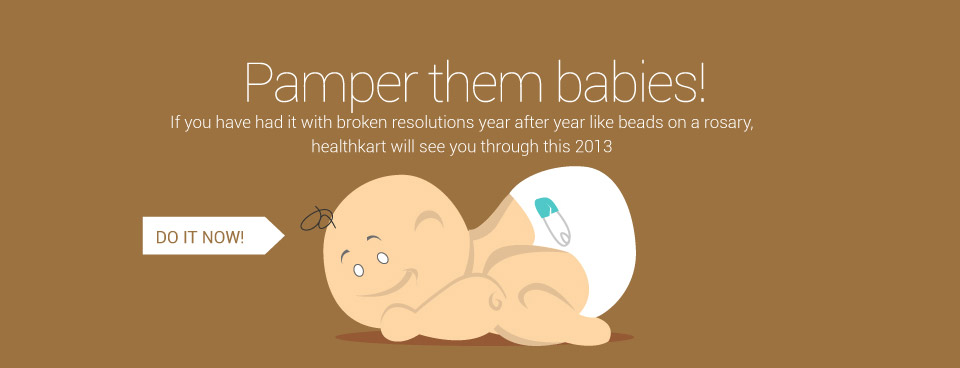 Pamper them babies!
If you have had it with broken resolutions year after year like beads on a rosary,
healthkart will see you through this 2013
DO IT NOW!